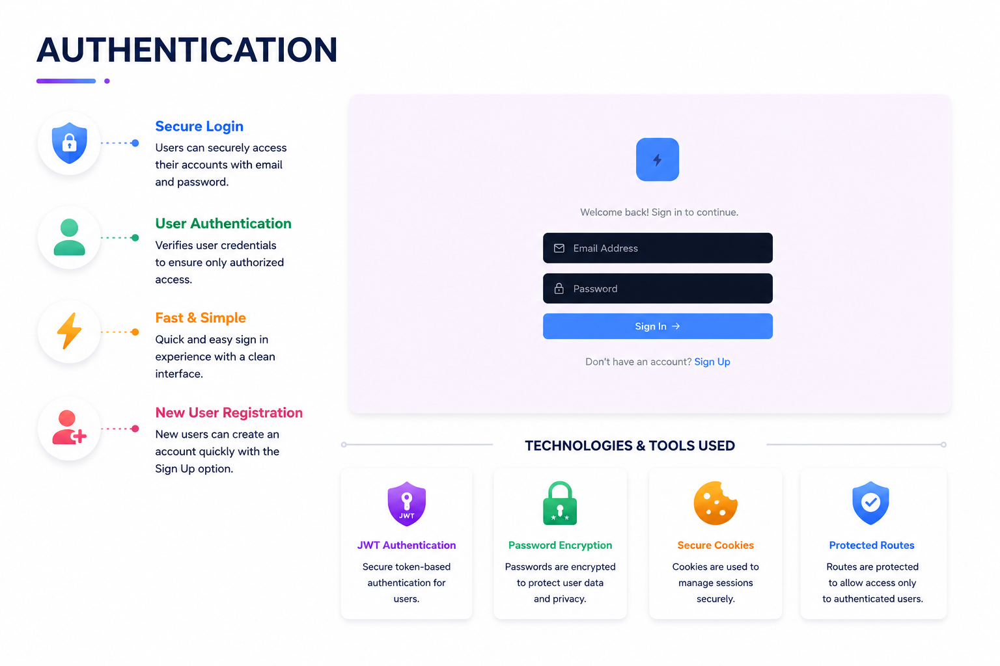 AUTHENTICATION
Secure Login
Users can securely access
their accounts with email
and password.
User Authentication
Verifies user credentials
to ensure only authorized
access.
Fast & Simple
Quick and easy sign in
experience with a clean
interface.
New User Registration
New users can create an
account quickly with the
Sign Up option.
Welcome back! Sign in to continue.
Email Address
Password
Sign In →
Don't have an account? Sign Up
TECHNOLOGIES & TOOLS USED
JWT
JWT Authentication
Secure token-based
authentication for
users.
Password Encryption
Passwords are encrypted
to protect user data
and privacy.
Secure Cookies
Cookies are used to
manage sessions
securely.
Protected Routes
Routes are protected
to allow access only
to authenticated users.